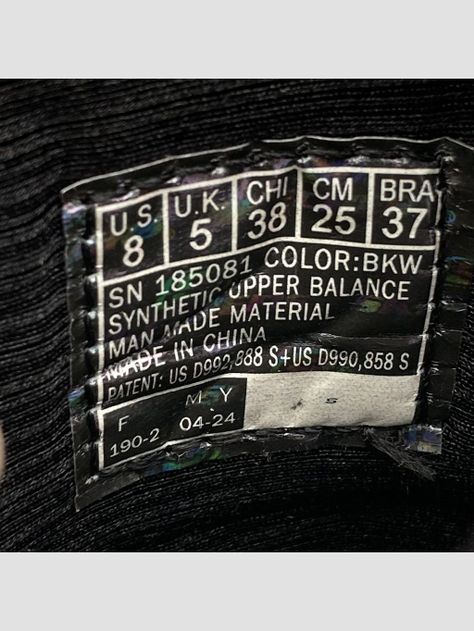 U.S. U.K. CHI CM BRA
8 5 38 25 37
SN 185081 COLOR:BKW
SYNTHETIC UPPER BALANCE
MAN MADE MATERIAL
MADE IN CHINA
PATENT: US D992,888 S+US D990,858 S
F M Y
190-2 04-24
S